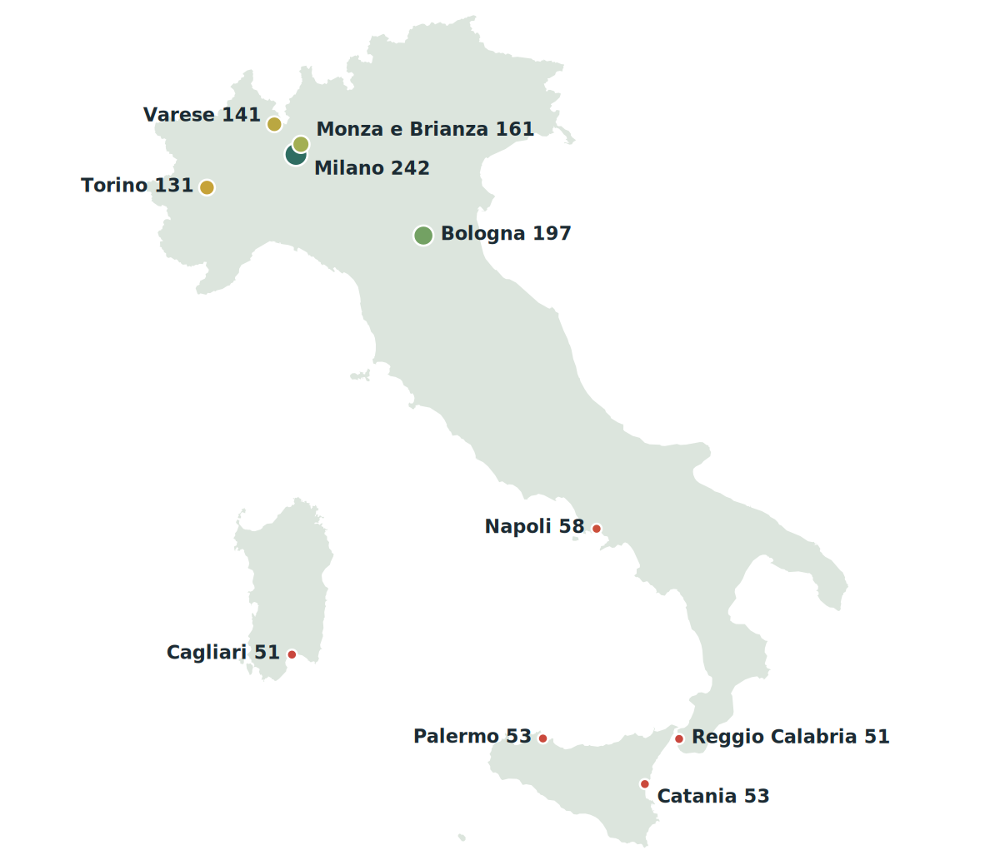 Varese 141
Monza e Brianza 161
Milano 242
Torino 131
Bologna 197
Napoli 58
Cagliari 51
Palermo 53
Reggio Calabria 51
Catania 53